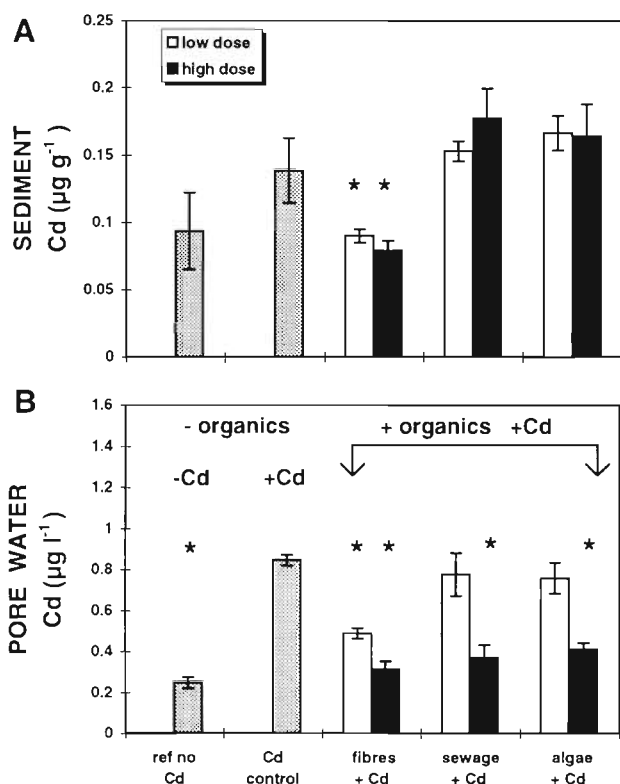 A
0.25
0.2
0.15
0.1
0.05
0
SEDIMENT
Cd (µg g⁻¹)
low dose
high dose
* *
B
1.6
1.4
1.2
1
0.8
0.6
0.4
0.2
0
PORE WATER
Cd (µg l⁻¹)
- organics
+ organics +Cd
-Cd +Cd
* * * * *
ref no Cd fibres sewage algae
Cd control + Cd + Cd + Cd